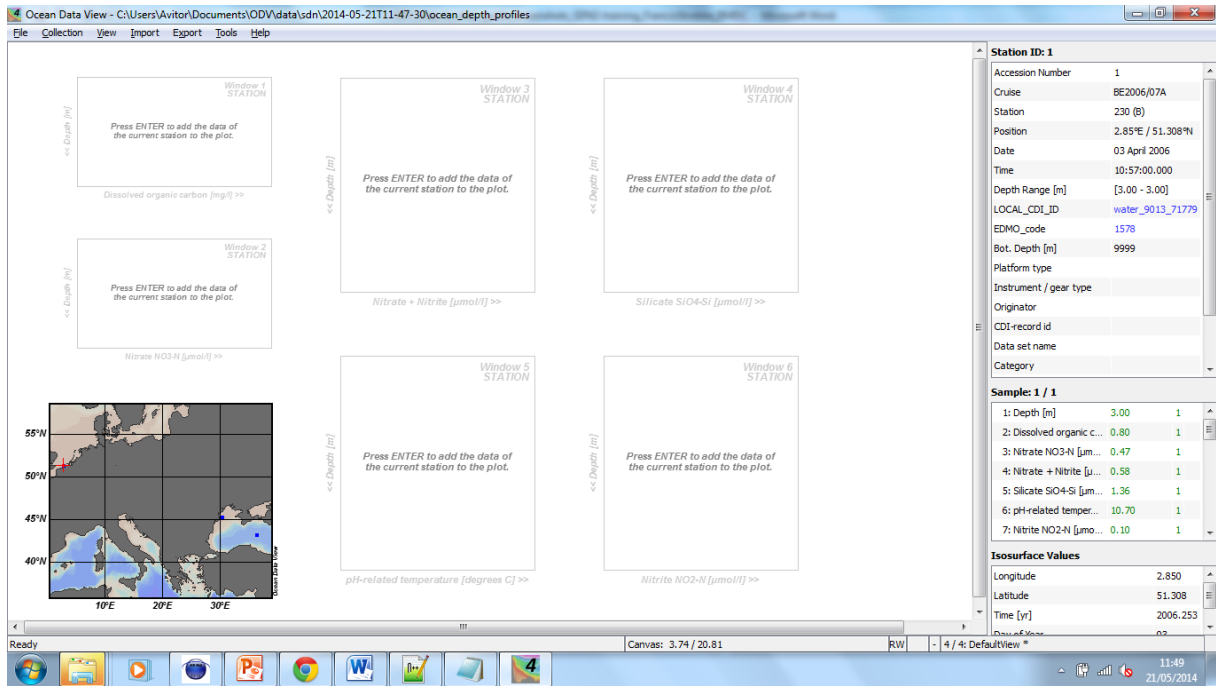 Ocean Data View - C:\Users\Avitor\Documents\ODV\data\sdn\2014-05-21T11-47-30\ocean_depth_profiles
File Collection View Import Export Tools Help
Window 1
STATION
Press ENTER to add the data of
the current station to the plot.
<< Depth [m]
Dissolved organic carbon [mg/l] >>
Window 2
STATION
Press ENTER to add the data of
the current station to the plot.
<< Depth [m]
Nitrate NO3-N [µmol/l] >>
Window 3
STATION
Press ENTER to add the data of
the current station to the plot.
<< Depth [m]
Nitrate + Nitrite [µmol/l] >>
Window 4
STATION
Press ENTER to add the data of
the current station to the plot.
<< Depth [m]
Silicate SiO4-Si [µmol/l] >>
Window 5
STATION
Press ENTER to add the data of
the current station to the plot.
<< Depth [m]
pH-related temperature [degrees C] >>
Window 6
STATION
Press ENTER to add the data of
the current station to the plot.
<< Depth [m]
Nitrite NO2-N [µmol/l] >>
55°N
50°N
45°N
40°N
10°E 20°E 30°E
Ocean Data View
Station ID: 1
Accession Number 1
Cruise BE2006/07A
Station 230 (B)
Position 2.85°E / 51.308°N
Date 03 April 2006
Time 10:57:00.000
Depth Range [m] [3.00 - 3.00]
LOCAL_CDI_ID water_9013_71779
EDMO_code 1578
Bot. Depth [m] 9999
Platform type
Instrument / gear type
Originator
CDI-record id
Data set name
Category
Sample: 1 / 1
1: Depth [m] 3.00 1
2: Dissolved organic c... 0.80 1
3: Nitrate NO3-N [µm... 0.47 1
4: Nitrate + Nitrite [µ... 0.58 1
5: Silicate SiO4-Si [µm... 1.36 1
6: pH-related temper... 10.70 1
7: Nitrite NO2-N [µmo... 0.10 1
Isosurface Values
Longitude 2.850
Latitude 51.308
Time [yr] 2006.253
Ready
Canvas: 3.74 / 20.81
RW
- 4 / 4: DefaultView *
11:49
21/05/2014